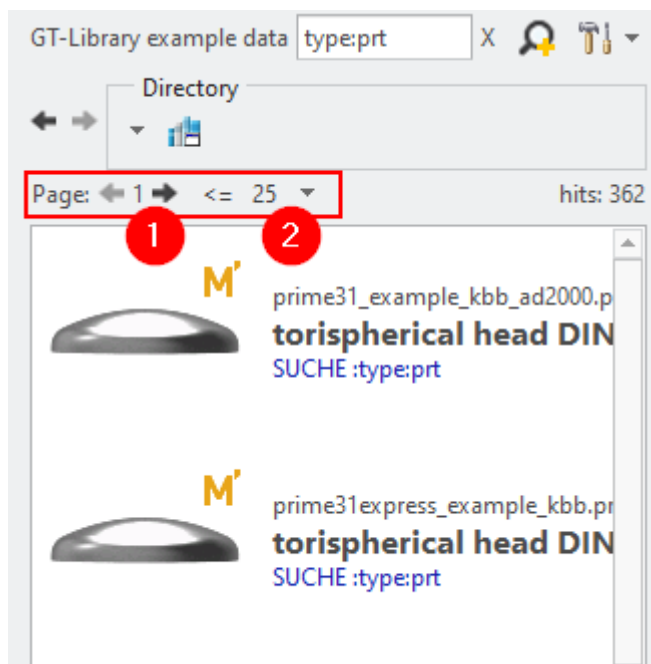 GT-Library example data type:prt X
Directory
Page: 1 <= 25 hits: 362
1 2
M'
prime31_example_kbb_ad2000.p
torispherical head DIN
SUCHE :type:prt
M'
prime31express_example_kbb.pr
torispherical head DIN
SUCHE :type:prt